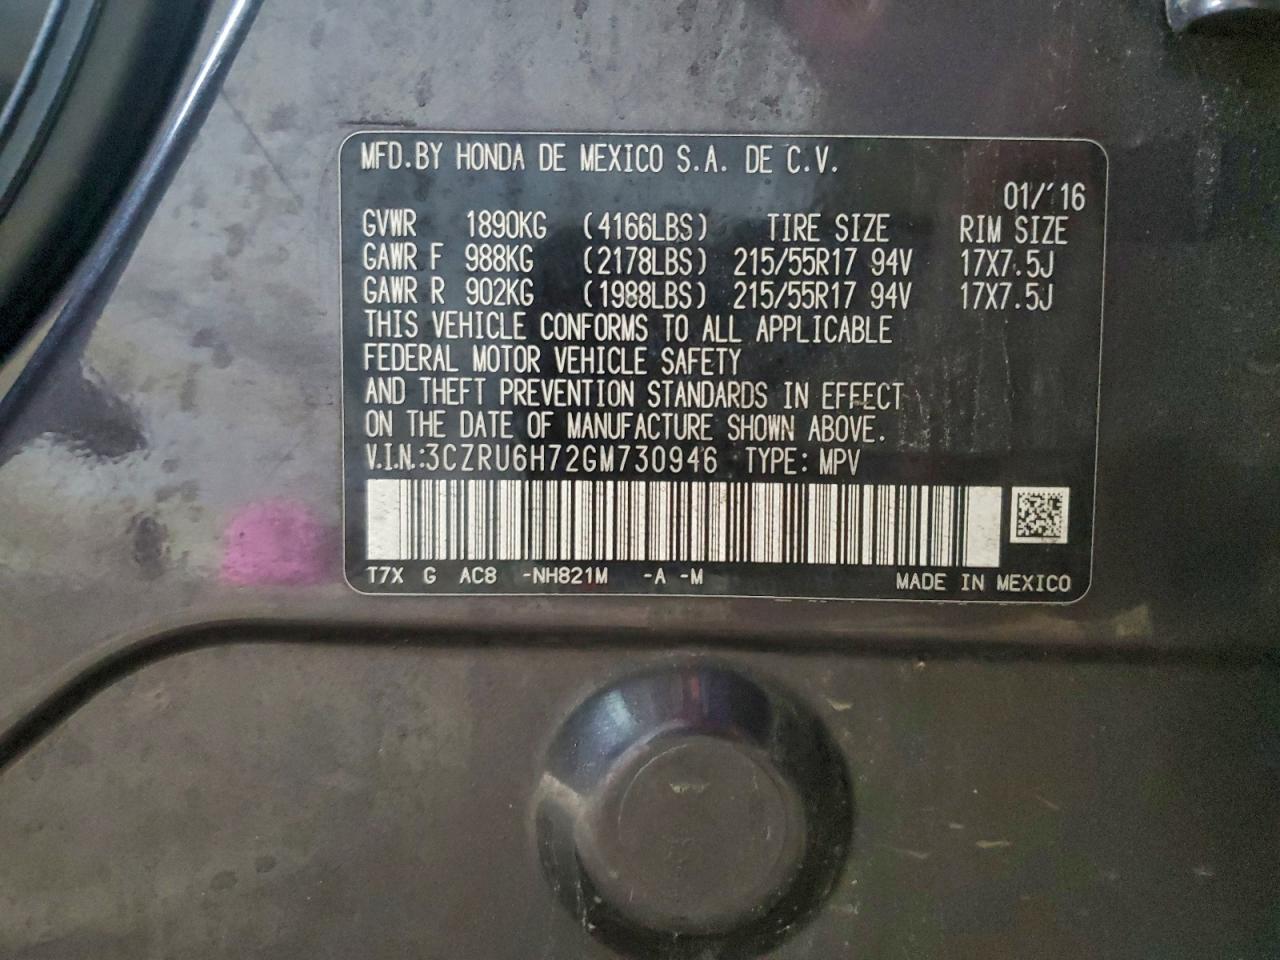 MFD.BY HONDA DE MEXICO S.A. DE C.V.
01/'16
GVWR 1890KG (4166LBS) TIRE SIZE RIM SIZE
GAWR F 988KG (2178LBS) 215/55R17 94V 17X7.5J
GAWR R 902KG (1988LBS) 215/55R17 94V 17X7.5J
THIS VEHICLE CONFORMS TO ALL APPLICABLE
FEDERAL MOTOR VEHICLE SAFETY
AND THEFT PREVENTION STANDARDS IN EFFECT
ON THE DATE OF MANUFACTURE SHOWN ABOVE.
V.I.N.:3CZRU6H72GM730946 TYPE: MPV
T7X G AC8 -NH821M -A -M MADE IN MEXICO